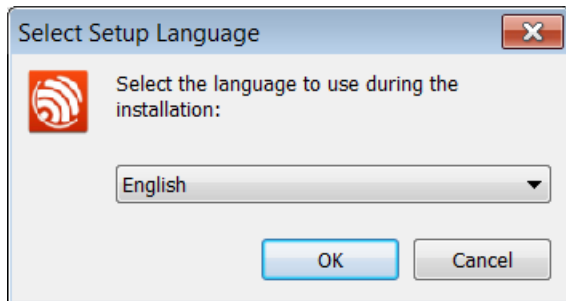 Select Setup Language
Select the language to use during the
installation:
English
OK
Cancel